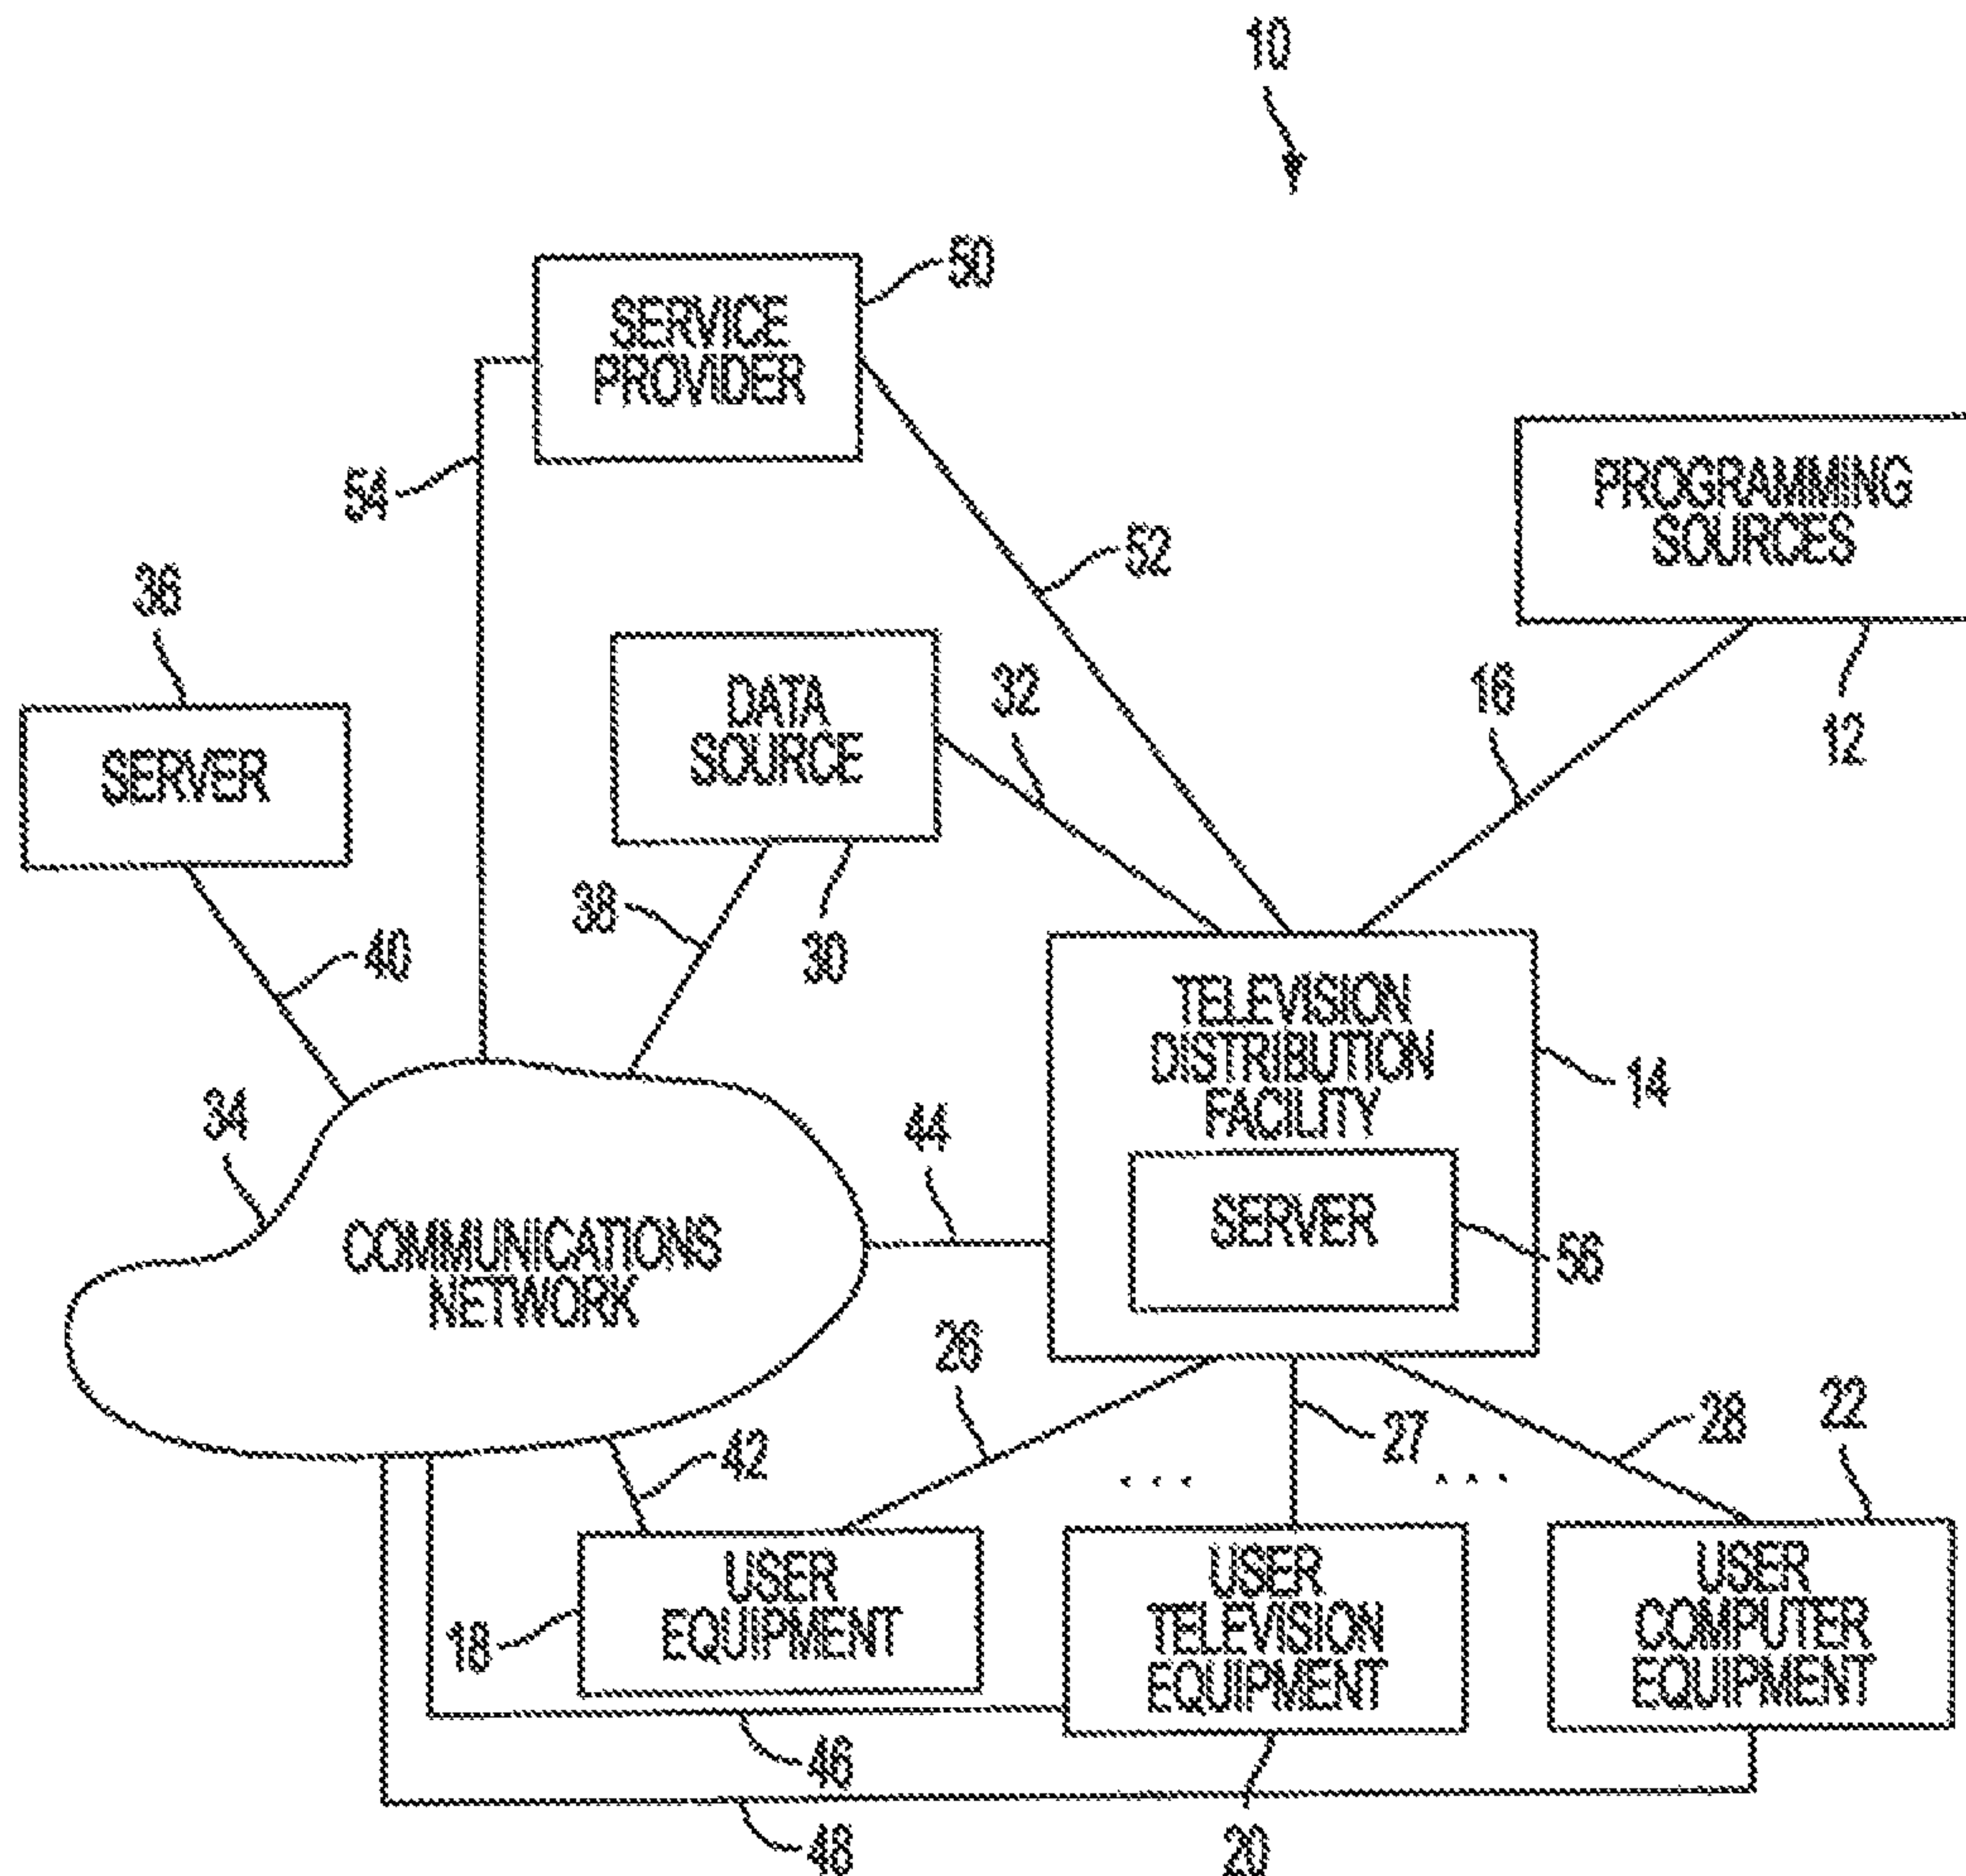 10
50
SERVICE
PROVIDER
54
PROGRAMMING
SOURCES
52
36
DATA
SOURCE
32
16
12
SERVER
38
30
40
TELEVISION
DISTRIBUTION
FACILITY
14
34
44
SERVER
56
COMMUNICATIONS
NETWORK
26
27
28
22
42
...
...
USER
EQUIPMENT
18
USER
TELEVISION
EQUIPMENT
USER
COMPUTER
EQUIPMENT
46
48
20